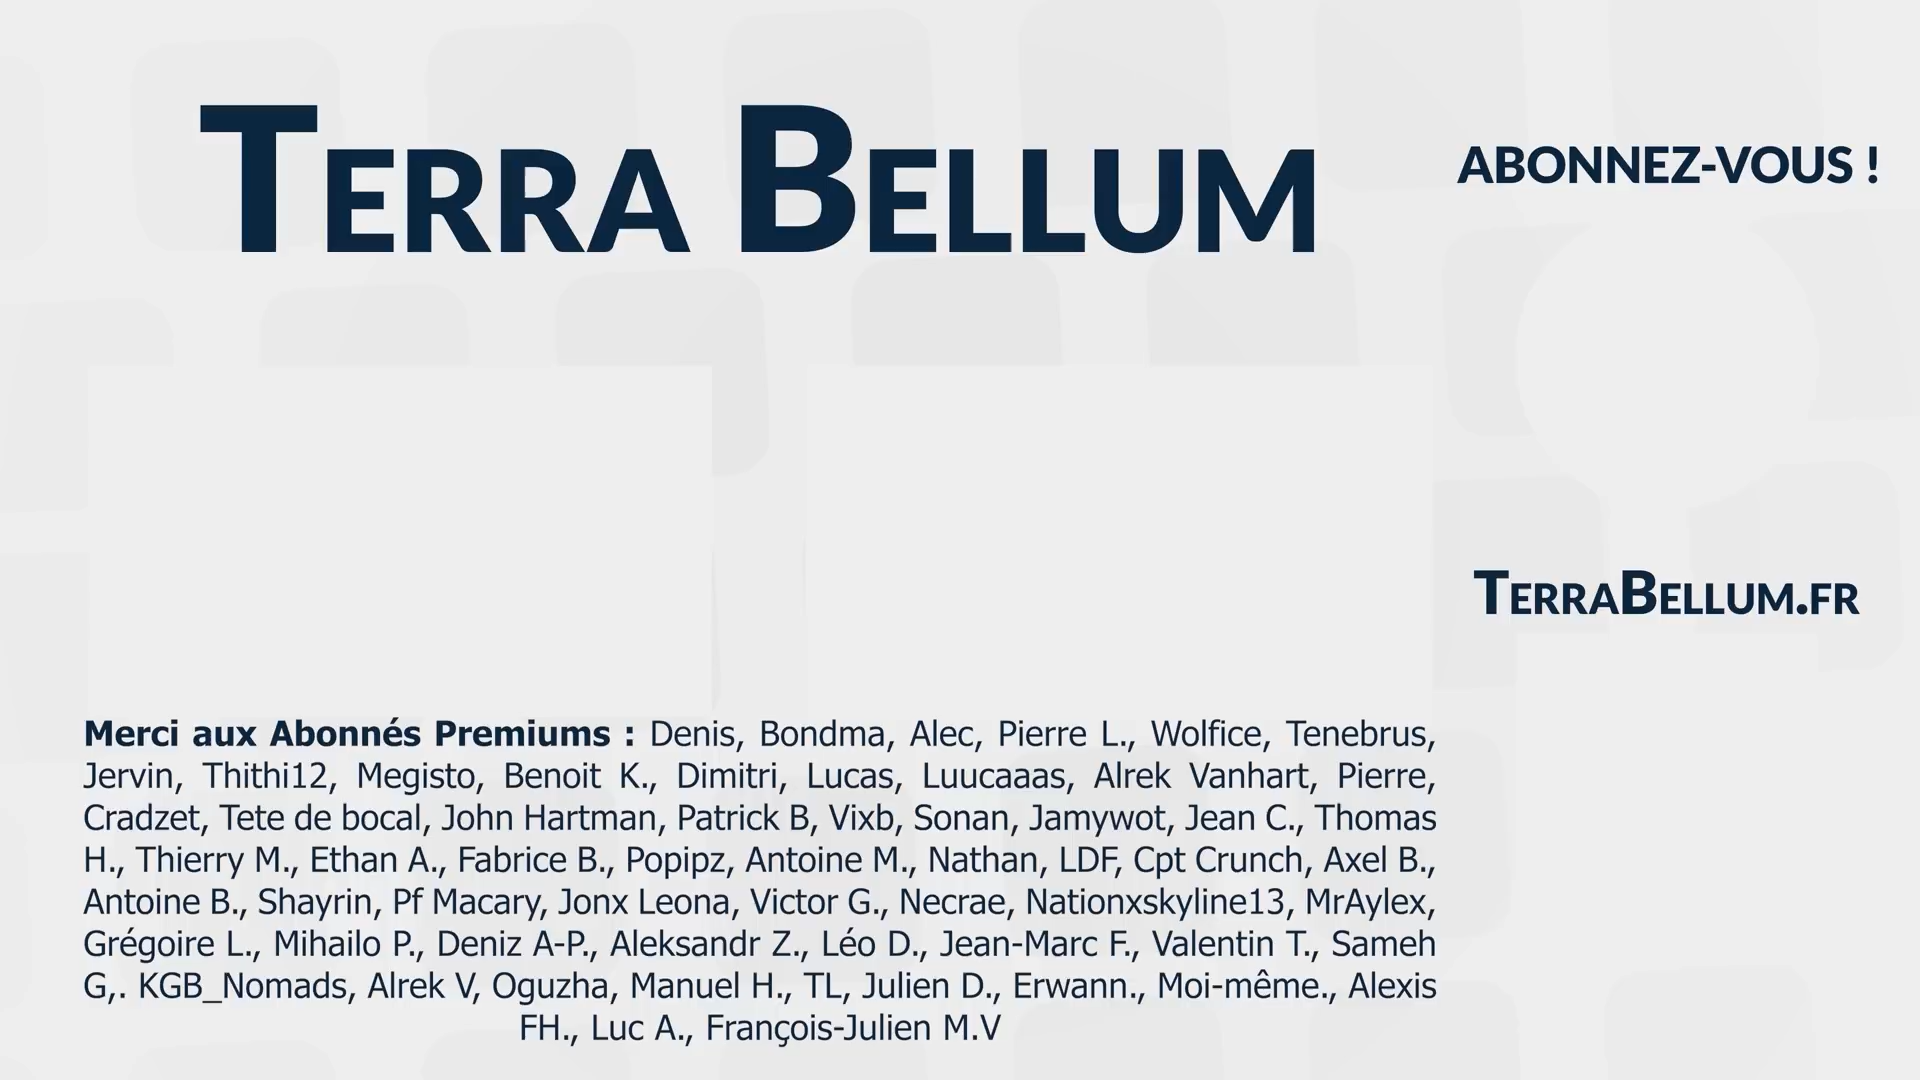 Terra Bellum
ABONNEZ-VOUS !
TerraBellum.fr
Merci aux Abonnés Premiums : Denis, Bondma, Alec, Pierre L., Wolfice, Tenebrus,
Jervin, Thithi12, Megisto, Benoit K., Dimitri, Lucas, Luucaaas, Alrek Vanhart, Pierre,
Cradzet, Tete de bocal, John Hartman, Patrick B, Vixb, Sonan, Jamywot, Jean C., Thomas
H., Thierry M., Ethan A., Fabrice B., Popipz, Antoine M., Nathan, LDF, Cpt Crunch, Axel B.,
Antoine B., Shayrin, Pf Macary, Jonx Leona, Victor G., Necrae, Nationxskyline13, MrAylex,
Grégoire L., Mihailo P., Deniz A-P., Aleksandr Z., Léo D., Jean-Marc F., Valentin T., Sameh
G,. KGB_Nomads, Alrek V, Oguzha, Manuel H., TL, Julien D., Erwann., Moi-même., Alexis
FH., Luc A., François-Julien M.V